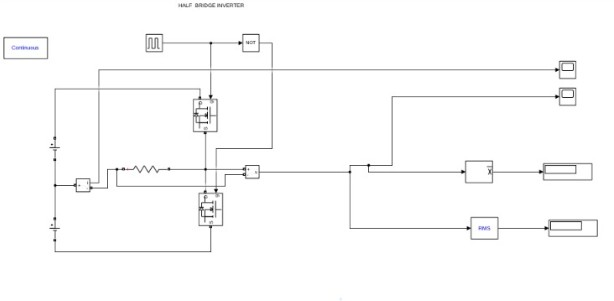 HALF BRIDGE INVERTER
NOT
Continuous
RMS